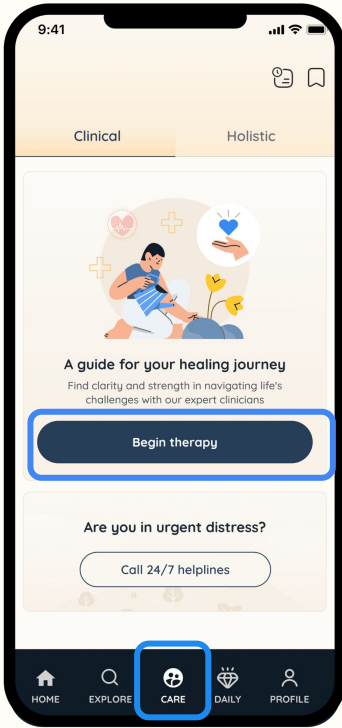 9:41
Clinical Holistic
A guide for your healing journey
Find clarity and strength in navigating life's
challenges with our expert clinicians
Begin therapy
Are you in urgent distress?
Call 24/7 helplines
HOME EXPLORE CARE DAILY PROFILE